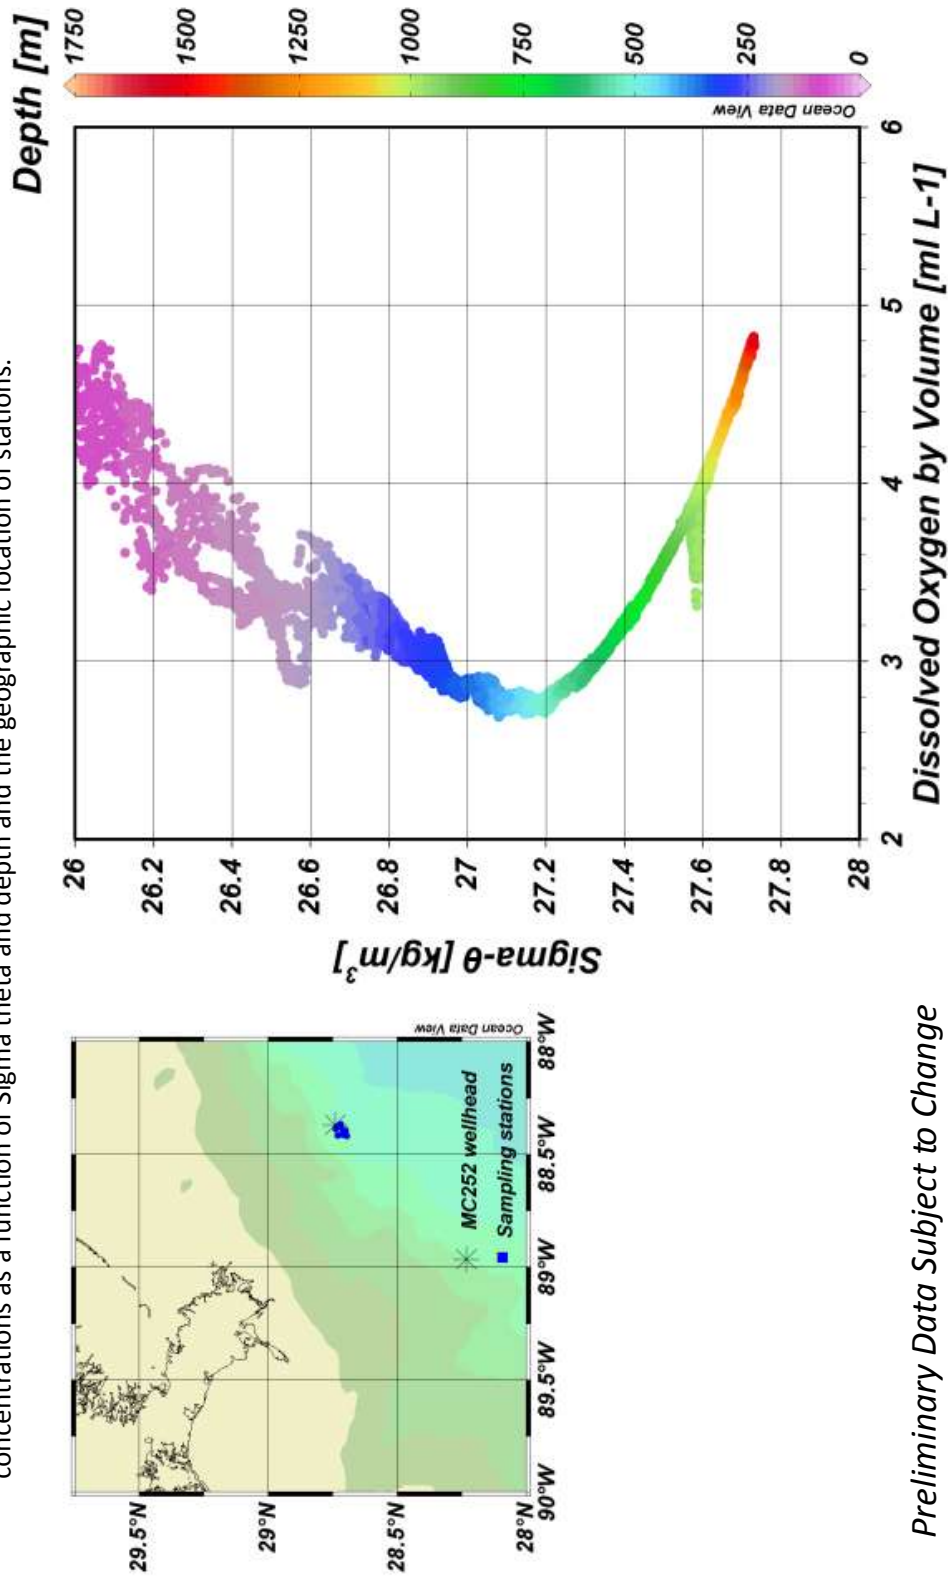 concentrations as a function of Sigma theta and depth and the geographic location of stations.
29.5°N
29°N
28.5°N
28°N
90°W
89.5°W
89°W
88.5°W
88°W
MC252 wellhead
Sampling stations
Ocean Data View
Sigma-θ [kg/m³]
26
26.2
26.4
26.6
26.8
27
27.2
27.4
27.6
27.8
28
2
3
4
5
6
Dissolved Oxygen by Volume [ml L-1]
Depth [m]
1750
1500
1250
1000
750
500
250
0
Ocean Data View
Preliminary Data Subject to Change